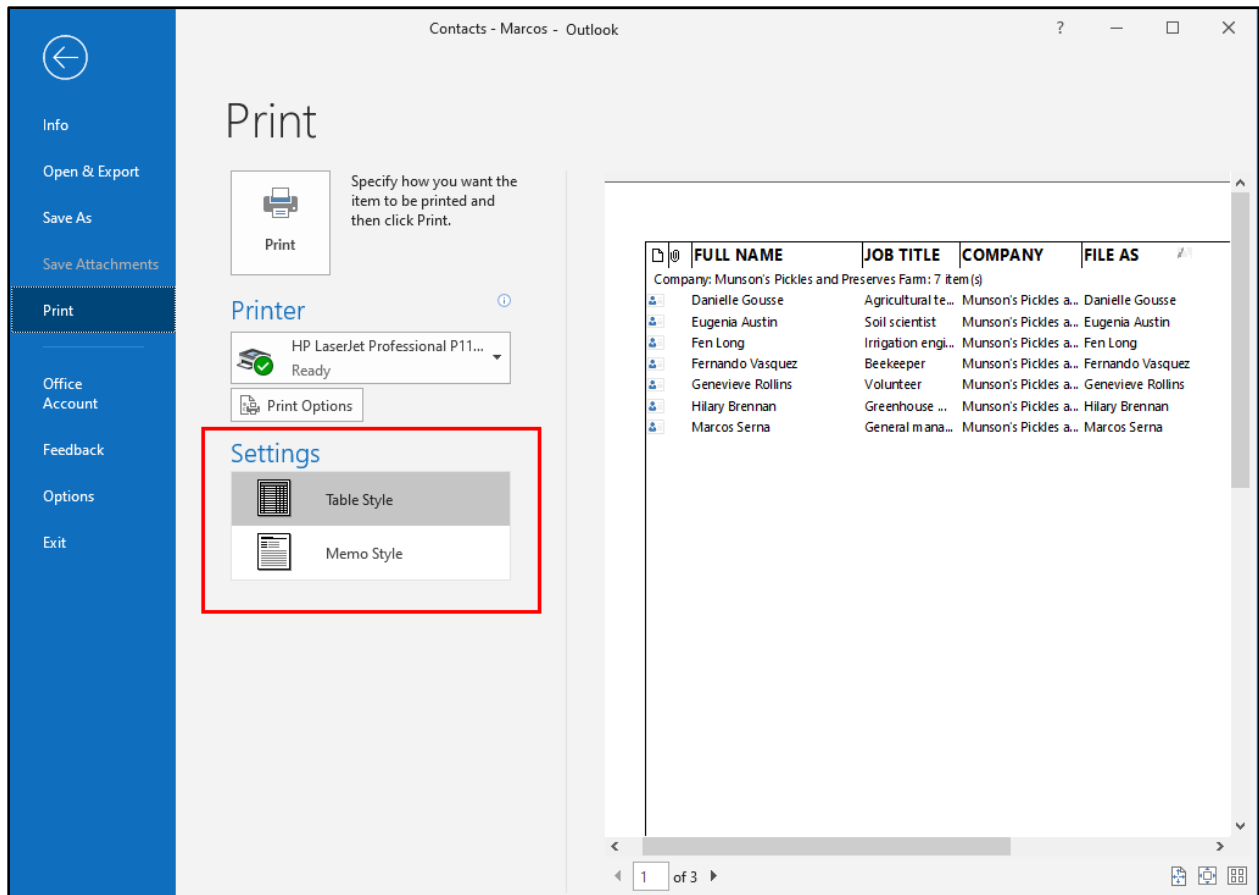 Contacts - Marcos - Outlook
?
Info
Open & Export
Save As
Save Attachments
Print
Office
Account
Feedback
Options
Exit
Print
Print
Specify how you want the
item to be printed and
then click Print.
Printer
HP LaserJet Professional P11...
Ready
Print Options
Settings
Table Style
Memo Style
FULL NAME JOB TITLE COMPANY FILE AS
Company: Munson's Pickles and Preserves Farm: 7 item(s)
Danielle Gousse Agricultural te... Munson's Pickles a... Danielle Gousse
Eugenia Austin Soil scientist Munson's Pickles a... Eugenia Austin
Fen Long Irrigation engi... Munson's Pickles a... Fen Long
Fernando Vasquez Beekeeper Munson's Pickles a... Fernando Vasquez
Genevieve Rollins Volunteer Munson's Pickles a... Genevieve Rollins
Hilary Brennan Greenhouse ... Munson's Pickles a... Hilary Brennan
Marcos Serna General mana... Munson's Pickles a... Marcos Serna
1 of 3